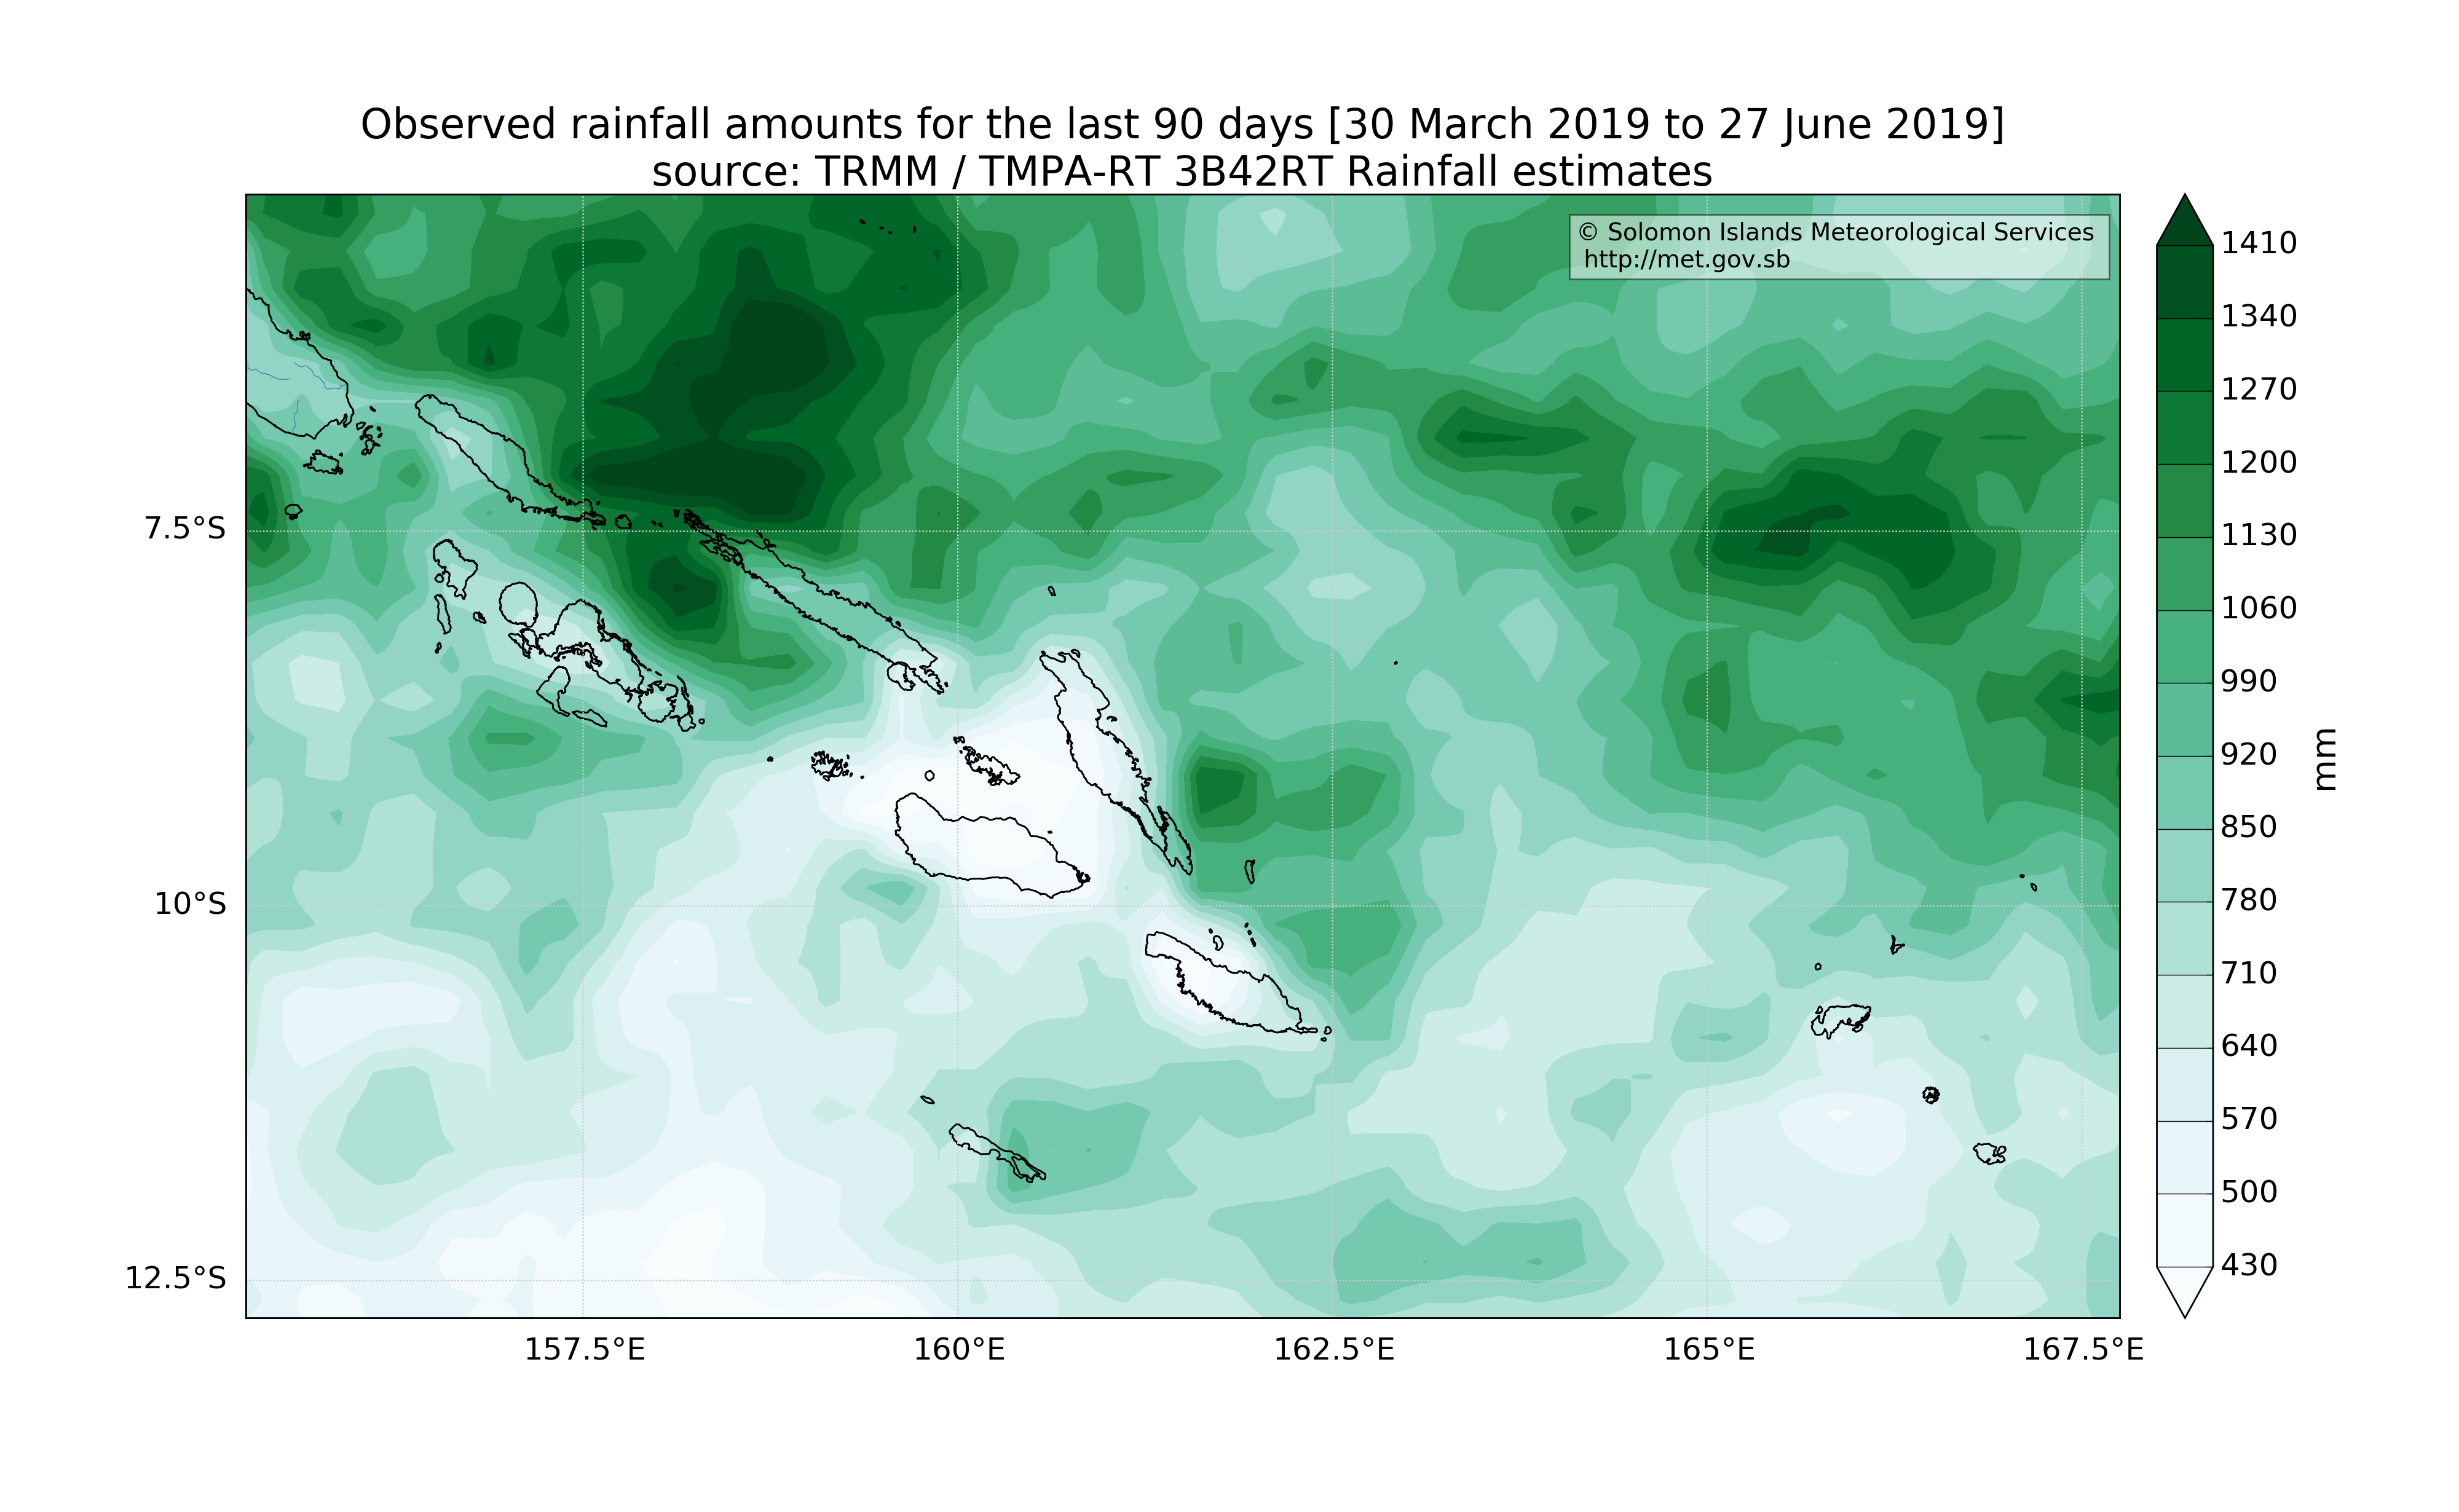 Observed rainfall amounts for the last 90 days [30 March 2019 to 27 June 2019]
source: TRMM / TMPA-RT 3B42RT Rainfall estimates
© Solomon Islands Meteorological Services
http://met.gov.sb
7.5°S
10°S
12.5°S
157.5°E
160°E
162.5°E
165°E
167.5°E
1410
1340
1270
1200
1130
1060
990
920
850
780
710
640
570
500
430
mm